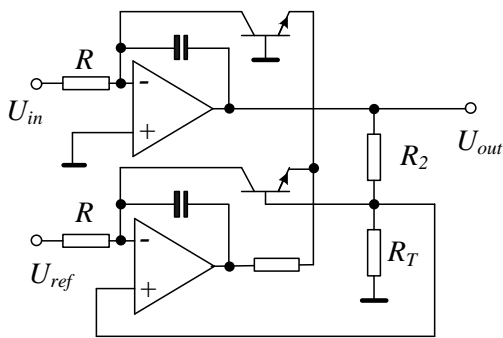 R
-
U_in
+
U_out
R_2
R
-
U_ref
+
R_T